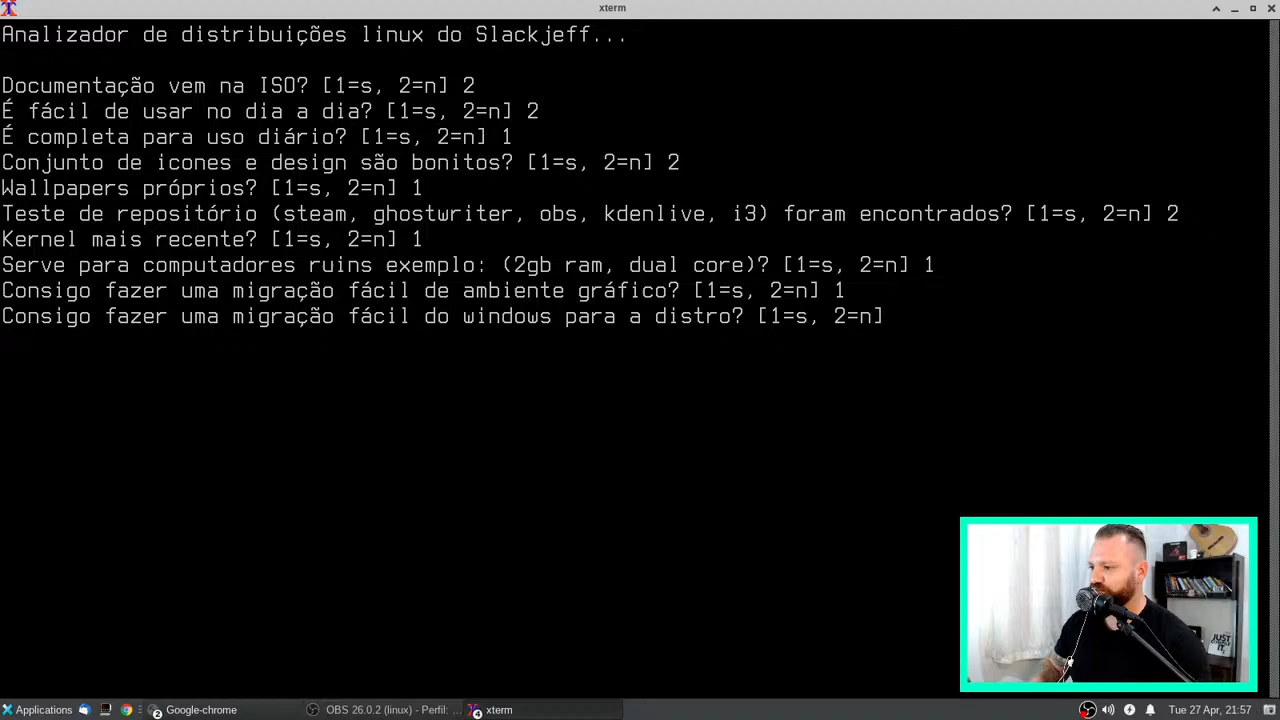 xterm
Analizador de distribuições linux do Slackjeff...
Documentação vem na ISO? [1=s, 2=n] 2
É fácil de usar no dia a dia? [1=s, 2=n] 2
É completa para uso diário? [1=s, 2=n] 1
Conjunto de icones e design são bonitos? [1=s, 2=n] 2
Wallpapers próprios? [1=s, 2=n] 1
Teste de repositório (steam, ghostwriter, obs, kdenlive, i3) foram encontrados? [1=s, 2=n] 2
Kernel mais recente? [1=s, 2=n] 1
Serve para computadores ruins exemplo: (2gb ram, dual core)? [1=s, 2=n] 1
Consigo fazer uma migração fácil de ambiente gráfico? [1=s, 2=n] 1
Consigo fazer uma migração fácil do windows para a distro? [1=s, 2=n]
JUST
IT
Applications 2 Google-chrome OBS 26.0.2 (linux) - Perfil: ... 4 xterm Tue 27 Apr, 21:57